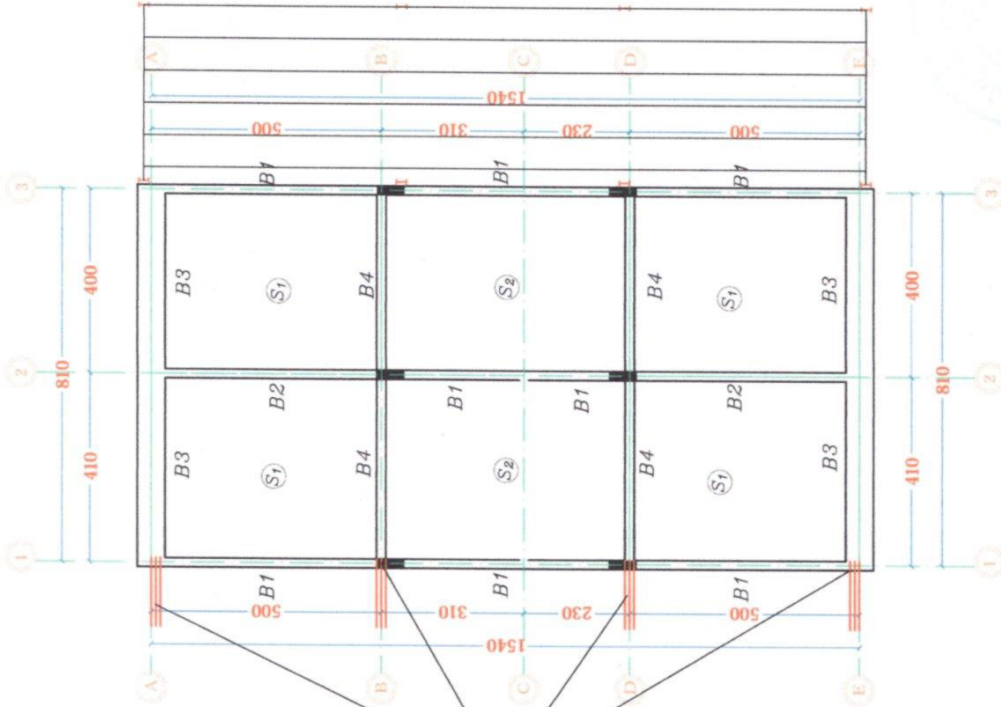 A B C D E
1540
500 310 230 500
B1 B1 B1
3 3
400 B3 S1 B4 S2 B4 S1 B3 400
810 810
2 2
B2 B1 B1 B2
410 B3 S1 B4 S2 B4 S1 B3 410
1 1
B1 B1 B1
500 310 230 500
1540
A B C D E